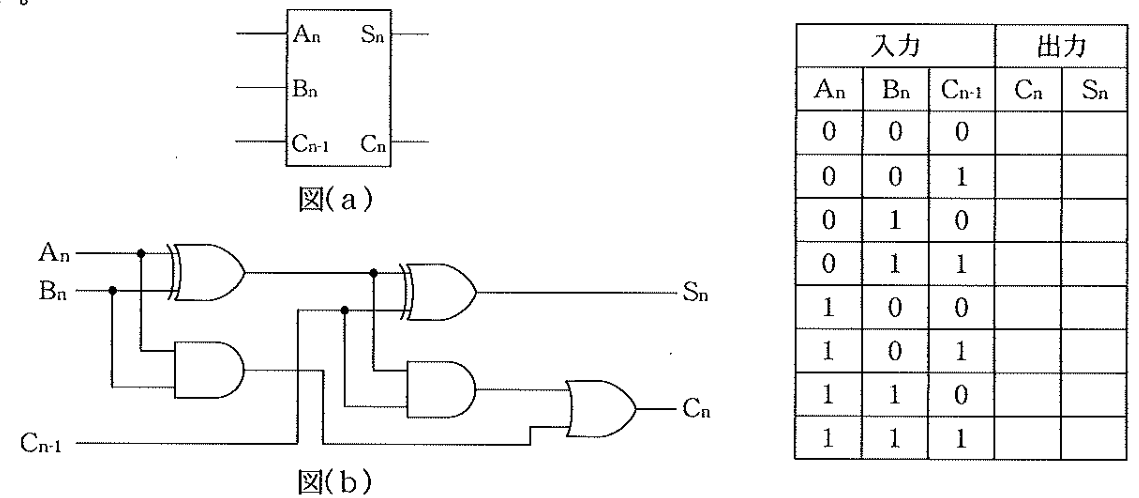 。
An Sn
Bn
Cn-1 Cn
図(a)
An
Bn
Sn
Cn
Cn-1
図(b)
入力 出力
An Bn Cn-1 Cn Sn
0 0 0
0 0 1
0 1 0
0 1 1
1 0 0
1 0 1
1 1 0
1 1 1